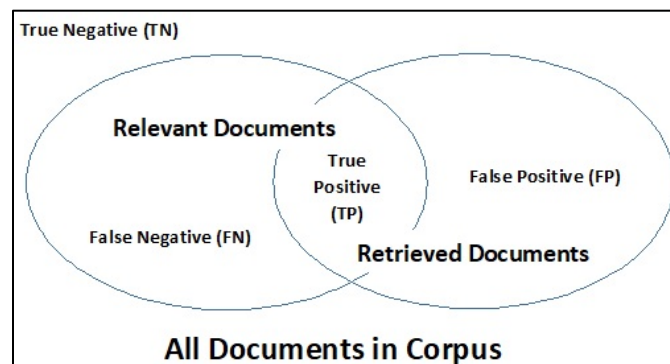 True Negative (TN)
Relevant Documents
True
Positive
(TP)
False Positive (FP)
False Negative (FN)
Retrieved Documents
All Documents in Corpus